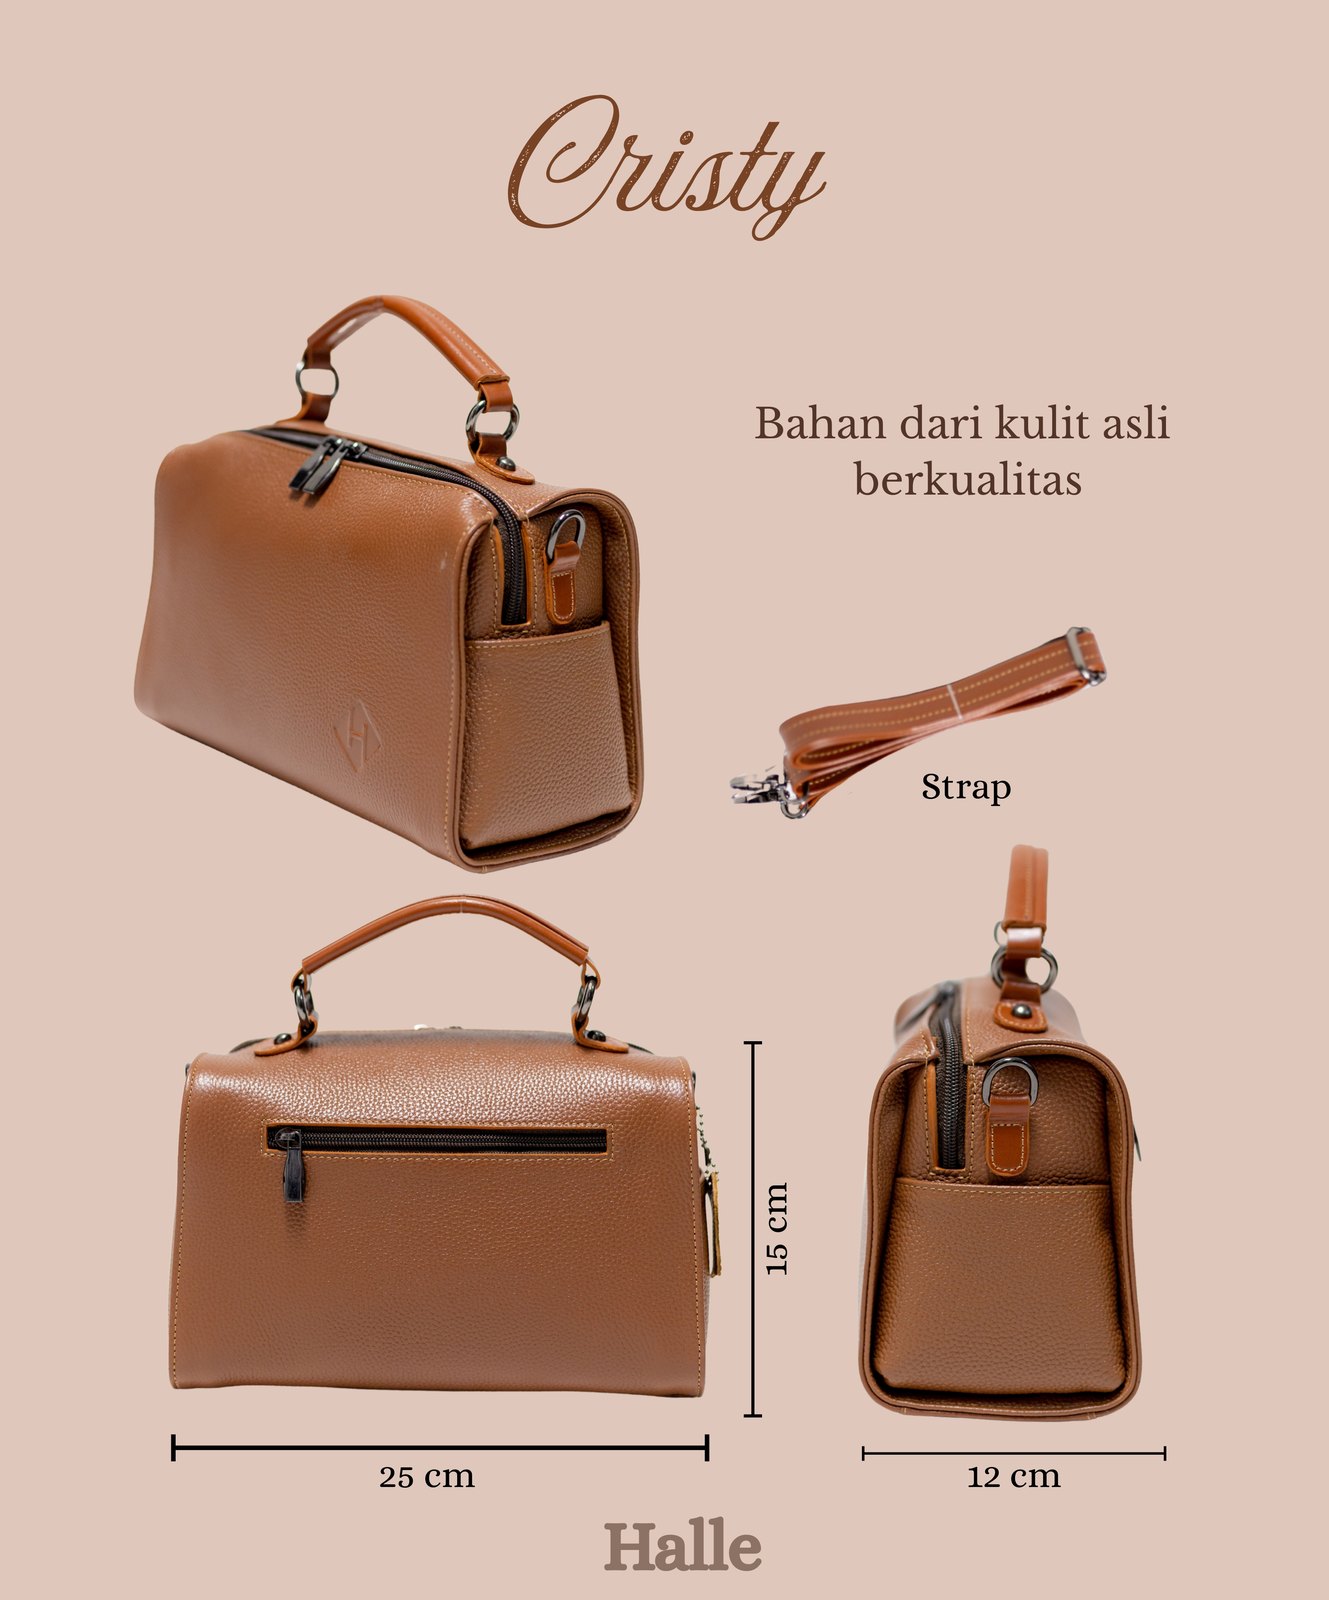 Cristy
Bahan dari kulit asli
berkualitas
H
Strap
15 cm
25 cm
12 cm
Halle